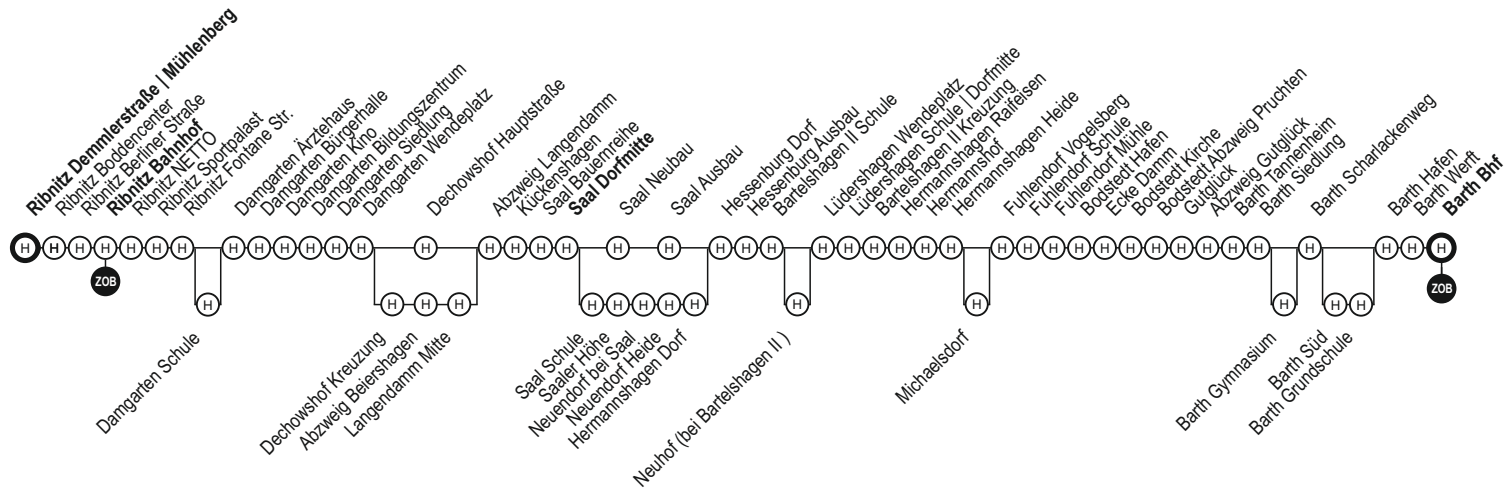 Ribnitz Demmlerstraße | Mühlenberg
Ribnitz Boddencenter
Ribnitz Berliner Straße
Ribnitz Bahnhof
Ribnitz NETTO
Ribnitz Sportpalast
Ribnitz Fontane Str.
Damgarten Ärztehaus
Damgarten Bürgerhalle
Damgarten Kino
Damgarten Bildungszentrum
Damgarten Siedlung
Damgarten Wendeplatz
Dechowshof Hauptstraße
Abzweig Langendamm
Kückenshagen
Saal Bauernreihe
Saal Dorfmitte
Saal Neubau
Saal Ausbau
Hessenburg Dorf
Hessenburg Ausbau
Bartelshagen II Schule
Lüdershagen Wendeplatz
Lüdershagen Schule | Dorfmitte
Bartelshagen II Kreuzung
Hermannshagen Raifeisen
Hermannshof
Hermannshagen Heide
Fuhlendorf Vogelsberg
Fuhlendorf Schule
Fuhlendorf Mühle
Bodstedt Hafen
Ecke Damm
Bodstedt Kirche
Bodstedt Abzweig Pruchten
Gutglück
Abzweig Gutglück
Barth Tannenheim
Barth Siedlung
Barth Scharlackenweg
Barth Hafen
Barth Werft
Barth Bhf
H H H H H H H H H H H H H H H H H H H H H H H H H H H H H H H H H H H H H H H H H H H H
ZOB
H
H H H
H H H H H
H
H
H
H H
ZOB
Damgarten Schule
Dechowshof Kreuzung
Abzweig Beiershagen
Langendamm Mitte
Saal Schule
Saaler Höhe
Neuendorf bei Saal
Neuendorf Heide
Hermannshagen Dorf
Neuhof (bei Bartelshagen II )
Michaelsdorf
Barth Gymnasium
Barth Süd
Barth Grundschule